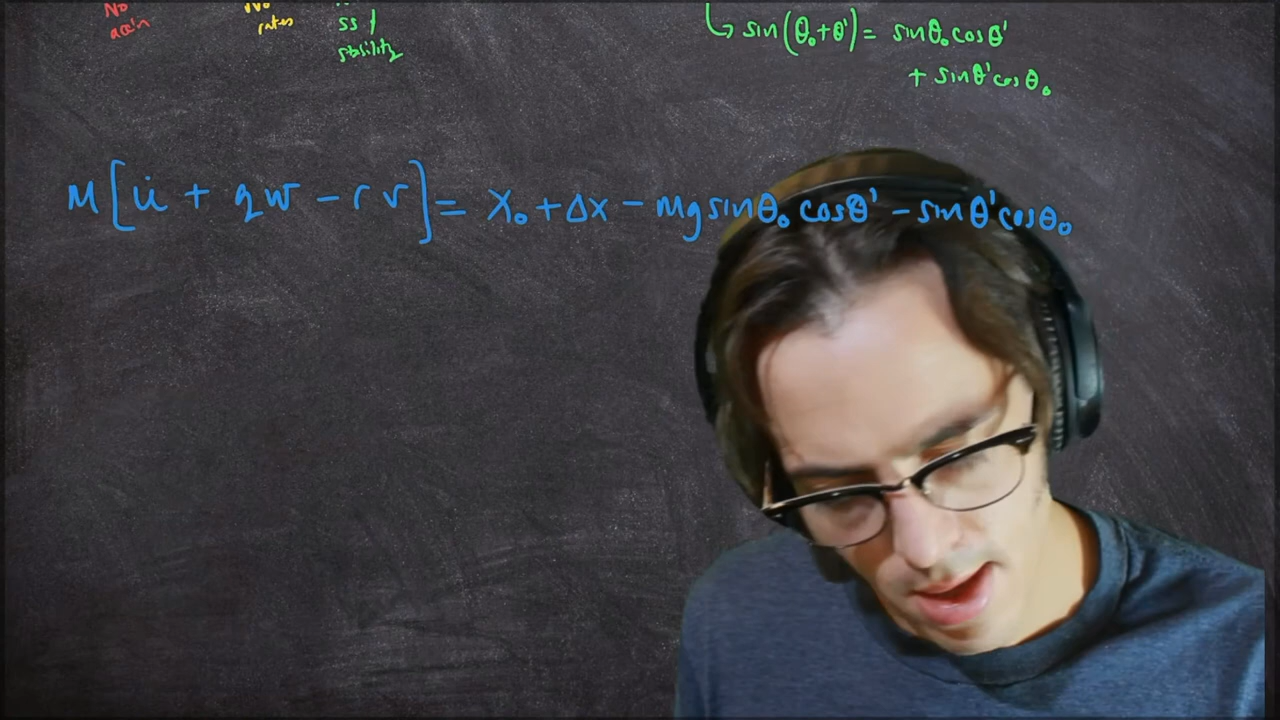 No
acc'n
No
rates
ss &
stability
↳ sin(θ₀+θ') = sinθ₀cosθ'
+ sinθ'cosθ₀
M[u̇ + qw − rv] = X₀ + Δx − mg sinθ₀ cosθ' − sinθ'cosθ₀